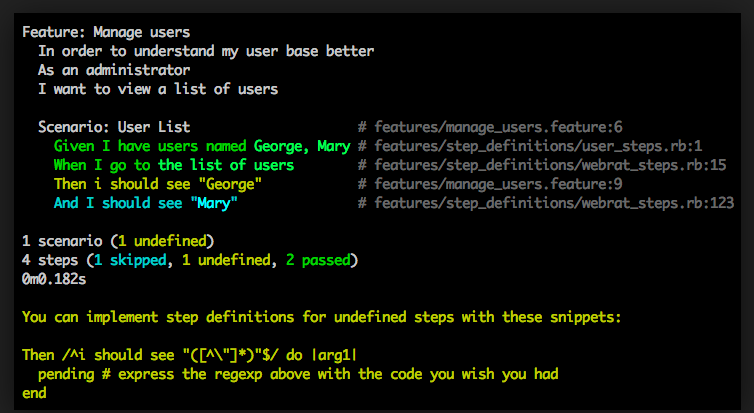 Feature: Manage users
  In order to understand my user base better
  As an administrator
  I want to view a list of users

  Scenario: User List                     # features/manage_users.feature:6
    Given I have users named George, Mary # features/step_definitions/user_steps.rb:1
    When I go to the list of users        # features/step_definitions/webrat_steps.rb:15
    Then i should see "George"            # features/manage_users.feature:9
    And I should see "Mary"               # features/step_definitions/webrat_steps.rb:123

1 scenario (1 undefined)
4 steps (1 skipped, 1 undefined, 2 passed)
0m0.182s

You can implement step definitions for undefined steps with these snippets:

Then /^i should see "([^\"]*)"$/ do |arg1|
  pending # express the regexp above with the code you wish you had
end